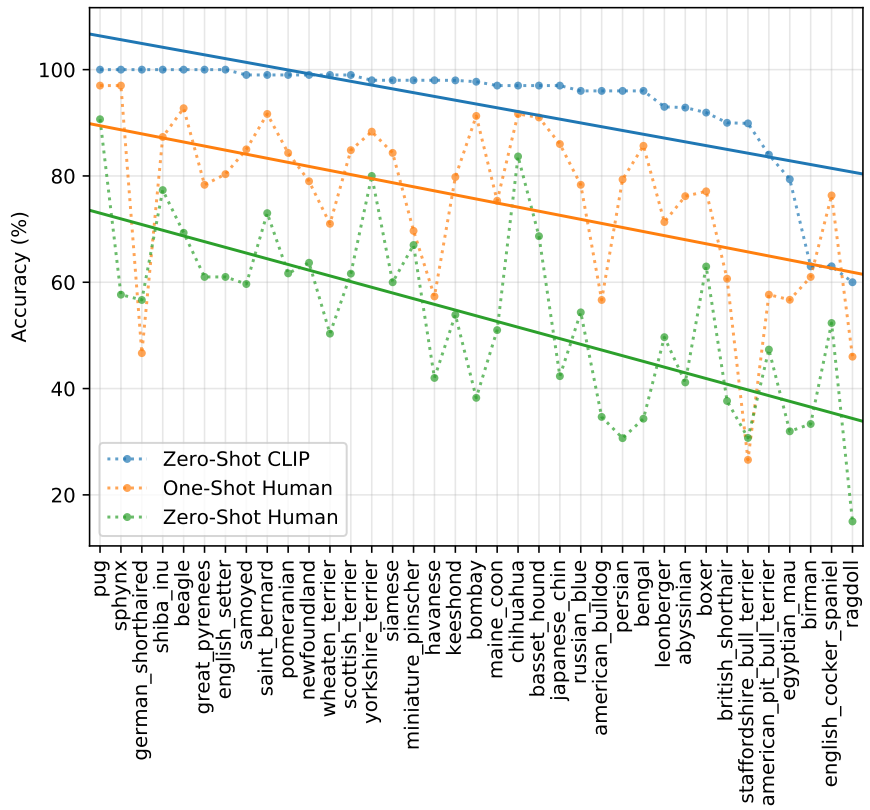 Accuracy (%)
100
80
60
40
20
Zero-Shot CLIP
One-Shot Human
Zero-Shot Human
pug
sphynx
german_shorthaired
shiba_inu
beagle
great_pyrenees
english_setter
samoyed
saint_bernard
pomeranian
newfoundland
wheaten_terrier
scottish_terrier
yorkshire_terrier
siamese
miniature_pinscher
havanese
keeshond
bombay
maine_coon
chihuahua
basset_hound
japanese_chin
russian_blue
american_bulldog
persian
bengal
leonberger
abyssinian
boxer
british_shorthair
staffordshire_bull_terrier
american_pit_bull_terrier
egyptian_mau
birman
english_cocker_spaniel
ragdoll